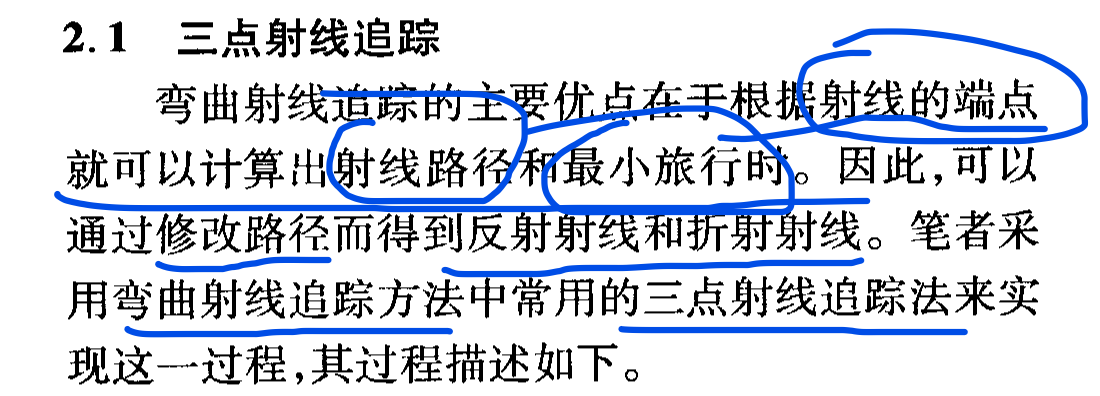 2.1 三点射线追踪
弯曲射线追踪的主要优点在于根据射线的端点
就可以计算出射线路径和最小旅行时。因此,可以
通过修改路径而得到反射射线和折射射线。笔者采
用弯曲射线追踪方法中常用的三点射线追踪法来实
现这一过程,其过程描述如下。